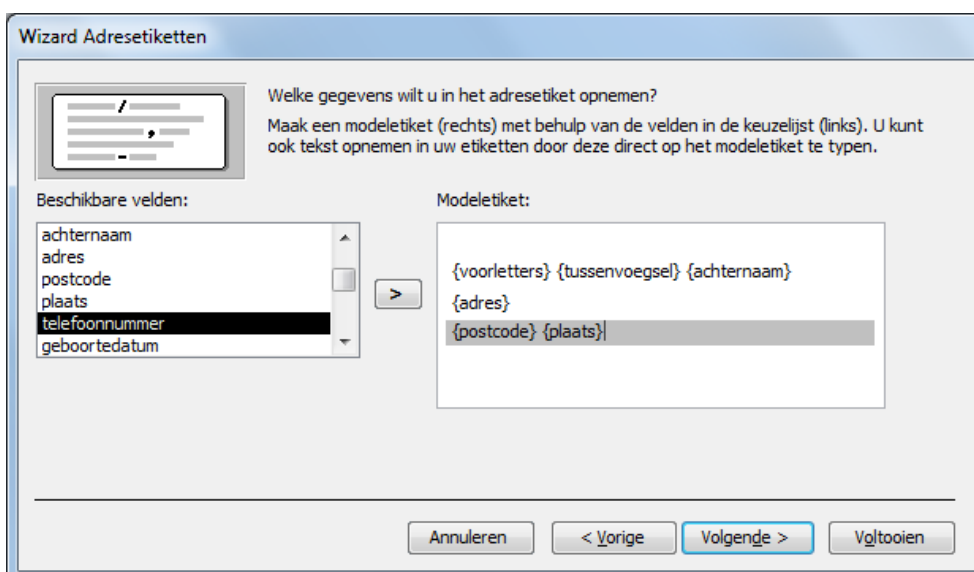 Wizard Adresetiketten
Welke gegevens wilt u in het adresetiket opnemen?
Maak een modeletiket (rechts) met behulp van de velden in de keuzelijst (links). U kunt
ook tekst opnemen in uw etiketten door deze direct op het modeletiket te typen.
Beschikbare velden:
achternaam
adres
postcode
plaats
telefoonnummer
geboortedatum
>
Modeletiket:
{voorletters} {tussenvoegsel} {achternaam}
{adres}
{postcode} {plaats}
Annuleren
< Vorige
Volgende >
Voltooien